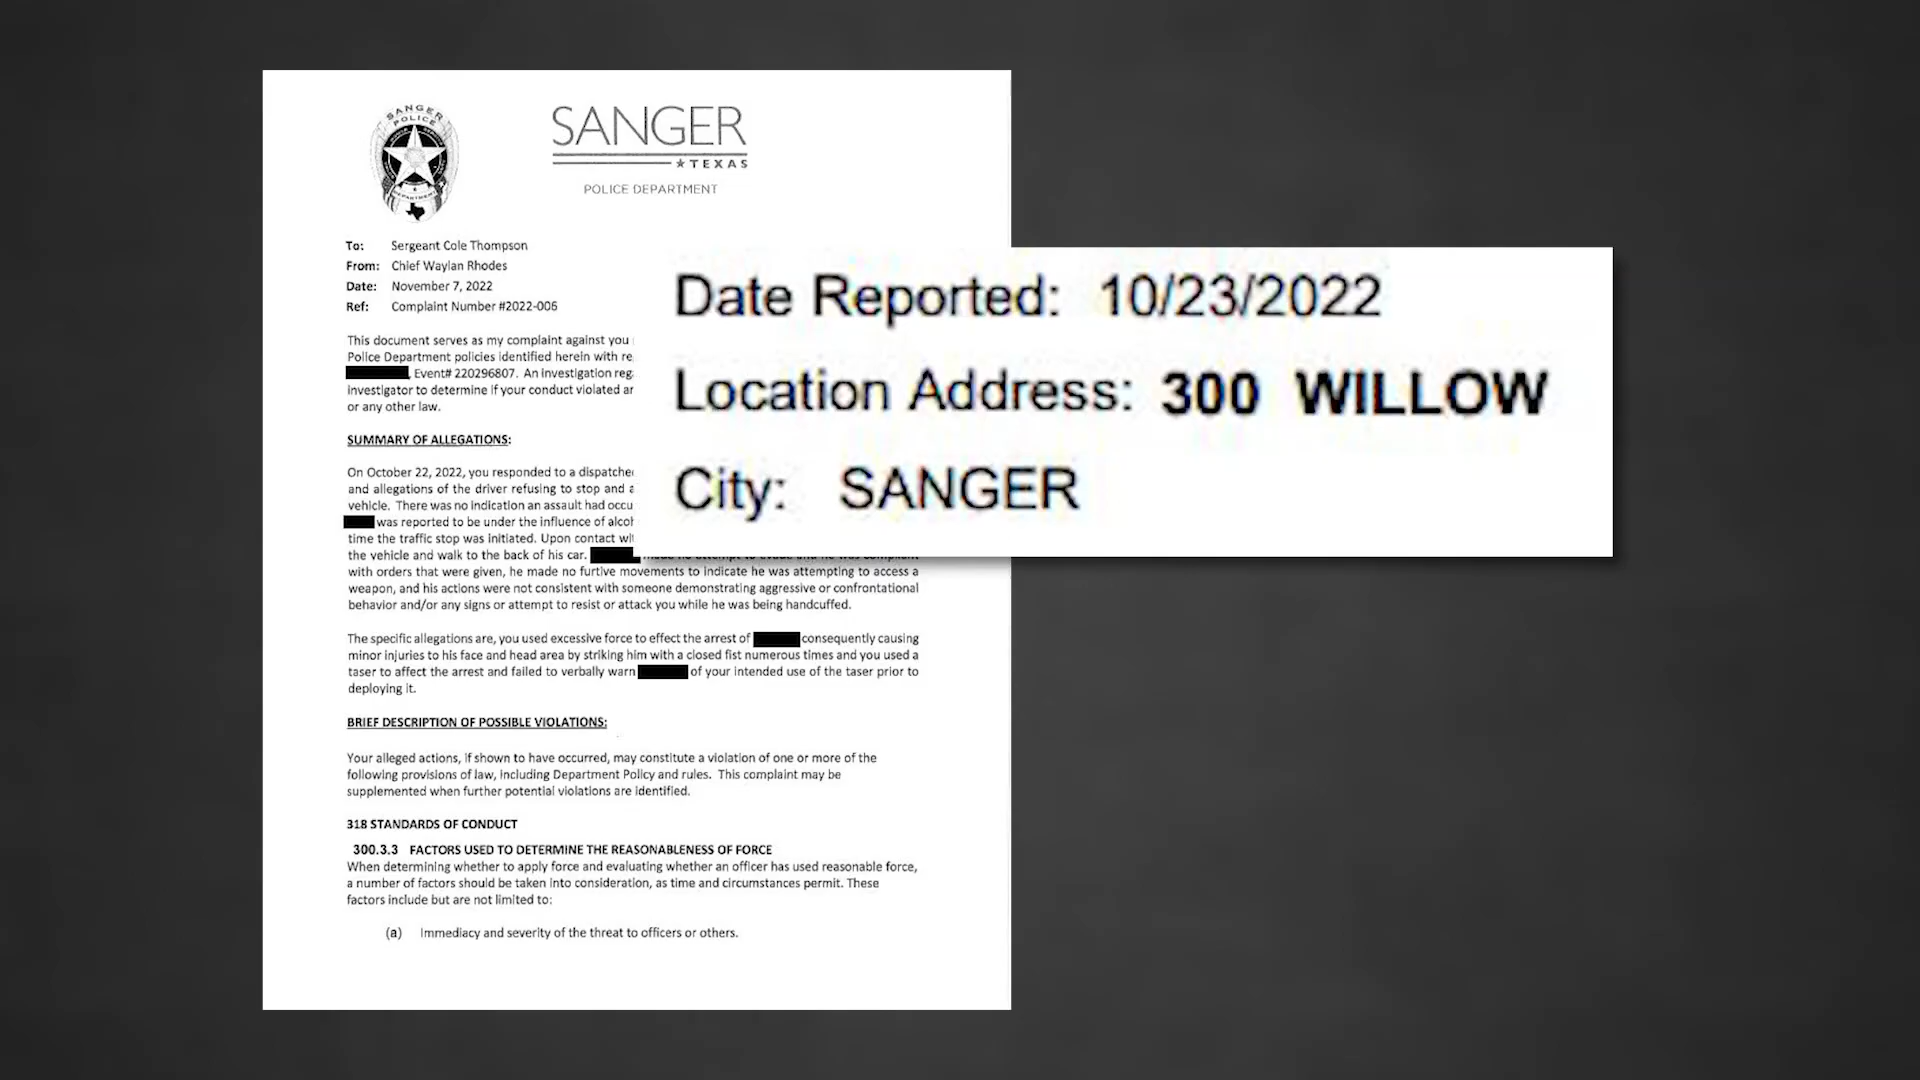 SANGER
POLICE
SANGER
TEXAS
POLICE DEPARTMENT
To: Sergeant Cole Thompson
From: Chief Waylan Rhodes
Date: November 7, 2022
Ref: Complaint Number #2022-006
This document serves as my complaint against you
Police Department policies identified herein with re
, Event# 220296807. An investigation reg
investigator to determine if your conduct violated ar
or any other law.
SUMMARY OF ALLEGATIONS:
On October 22, 2022, you responded to a dispatche
and allegations of the driver refusing to stop and a
vehicle. There was no indication an assault had occu
was reported to be under the influence of alcoh
time the traffic stop was initiated. Upon contact wi
the vehicle and walk to the back of his car.
with orders that were given, he made no furtive movements to indicate he was attempting to access a
weapon, and his actions were not consistent with someone demonstrating aggressive or confrontational
behavior and/or any signs or attempt to resist or attack you while he was being handcuffed.
The specific allegations are, you used excessive force to effect the arrest of consequently causing
minor injuries to his face and head area by striking him with a closed fist numerous times and you used a
taser to affect the arrest and failed to verbally warn of your intended use of the taser prior to
deploying it.
BRIEF DESCRIPTION OF POSSIBLE VIOLATIONS:
Your alleged actions, if shown to have occurred, may constitute a violation of one or more of the
following provisions of law, including Department Policy and rules. This complaint may be
supplemented when further potential violations are identified.
318 STANDARDS OF CONDUCT
300.3.3 FACTORS USED TO DETERMINE THE REASONABLENESS OF FORCE
When determining whether to apply force and evaluating whether an officer has used reasonable force,
a number of factors should be taken into consideration, as time and circumstances permit. These
factors include but are not limited to:
(a) Immediacy and severity of the threat to officers or others.
Date Reported: 10/23/2022
Location Address: 300 WILLOW
City: SANGER